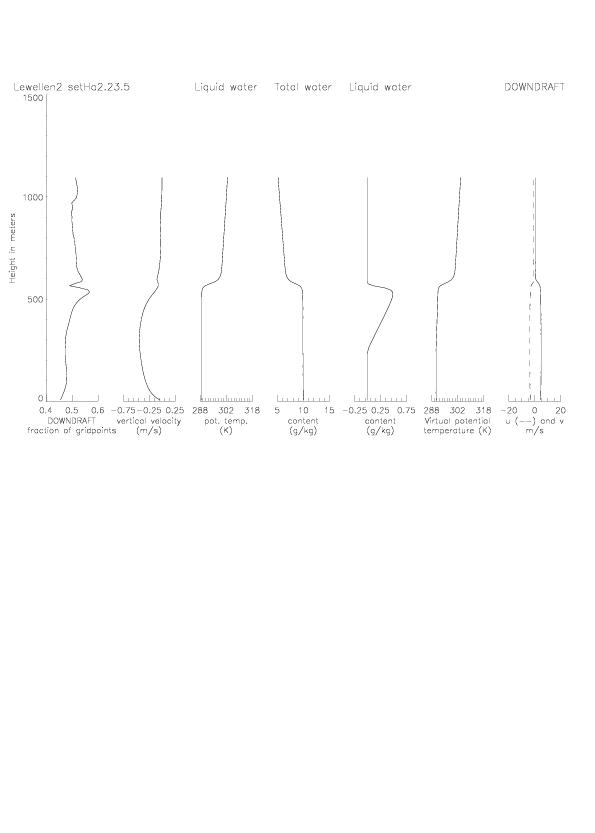 Lewellen2 setHa2.23.5 Liquid water Total water Liquid water DOWNDRAFT
1500
1000
Height in meters
500
0
0.4 0.5 0.6 -0.75 -0.25 0.25 288 302 318 5 10 15 -0.25 0.25 0.75 288 302 318 -20 0 20
DOWNDRAFT vertical velocity pot. temp. content content Virtual potential u (--) and v
fraction of gridpoints (m/s) (K) (g/kg) (g/kg) temperature (K) m/s